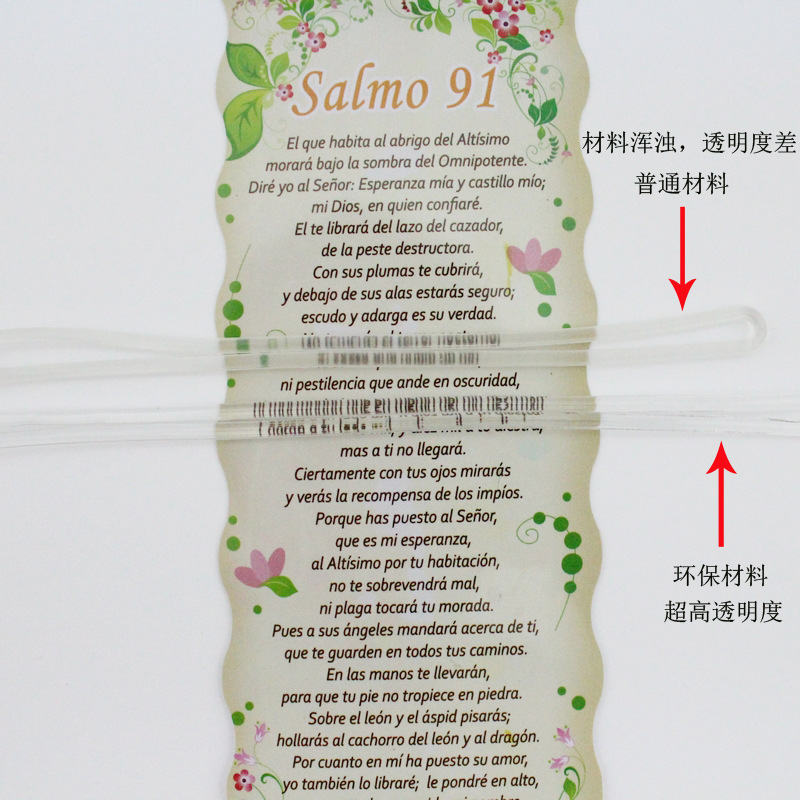 Salmo 91
El que habita al abrigo del Altísimo
morará bajo la sombra del Omnipotente.
Diré yo al Señor: Esperanza mía y castillo mío;
mi Dios, en quien confiaré.
El te librará del lazo del cazador,
de la peste destructora.
Con sus plumas te cubrirá,
y debajo de sus alas estarás seguro;
escudo y adarga es su verdad.
ni pestilencia que ande en oscuridad,
mas a ti no llegará.
Ciertamente con tus ojos mirarás
y verás la recompensa de los impíos.
Porque has puesto al Señor,
que es mi esperanza,
al Altísimo por tu habitación,
no te sobrevendrá mal,
ni plaga tocará tu morada.
Pues a sus ángeles mandará acerca de ti,
que te guarden en todos tus caminos.
En las manos te llevarán,
para que tu pie no tropiece en piedra.
Sobre el león y el áspid pisarás;
hollarás al cachorro del león y al dragón.
Por cuanto en mí ha puesto su amor,
yo también lo libraré; le pondré en alto,
材料浑浊，透明度差
普通材料
环保材料
超高透明度